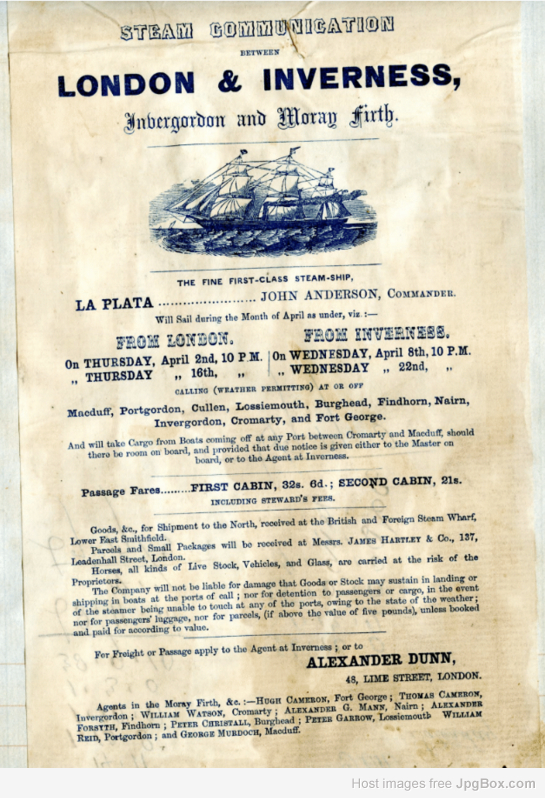 STEAM COMMUNICATION
BETWEEN
LONDON & INVERNESS,
Invergordon and Moray Firth.
THE FINE FIRST-CLASS STEAM-SHIP,
LA PLATA ........................ JOHN ANDERSON, COMMANDER.
Will Sail during the Month of April as under, viz :—
FROM LONDON.
On THURSDAY, April 2nd, 10 P.M.
„ THURSDAY „ 16th, „ „
FROM INVERNESS.
On WEDNESDAY, April 8th, 10 P.M.
„ WEDNESDAY „ 22nd, „
CALLING (WEATHER PERMITTING) AT OR OFF
Macduff, Portgordon, Cullen, Lossiemouth, Burghead, Findhorn, Nairn,
Invergordon, Cromarty, and Fort George.
And will take Cargo from Boats coming off at any Port between Cromarty and Macduff, should
there be room on board, and provided that due notice is given either to the Master on
board, or to the Agent at Inverness.
Passage Fares.........FIRST CABIN, 32s. 6d.; SECOND CABIN, 21s.
INCLUDING STEWARD'S FEES.
Goods, &c., for Shipment to the North, received at the British and Foreign Steam Wharf,
Lower East Smithfield.
Parcels and Small Packages will be received at Messrs. JAMES HARTLEY & Co., 137,
Leadenhall Street, London.
Horses, all kinds of Live Stock, Vehicles, and Glass, are carried at the risk of the
Proprietors.
The Company will not be liable for damage that Goods or Stock may sustain in landing or
shipping in boats at the ports of call ; nor for detention to passengers or cargo, in the event
of the steamer being unable to touch at any of the ports, owing to the state of the weather ;
nor for passengers' luggage, nor for parcels, (if above the value of five pounds), unless booked
and paid for according to value.
For Freight or Passage apply to the Agent at Inverness ; or to
ALEXANDER DUNN,
48, LIME STREET, LONDON.
Agents in the Moray Firth, &c. :—HUGH CAMERON, Fort George ; THOMAS CAMERON,
Invergordon ; WILLIAM WATSON, Cromarty ; ALEXANDER G. MANN, Nairn ; ALEXANDER
FORSYTH, Findhorn ; PETER CHRISTALL, Burghead ; PETER GARROW, Lossiemouth WILLIAM
REID, Portgordon ; and GEORGE MURDOCH, Macduff.
Host images free JpgBox.com